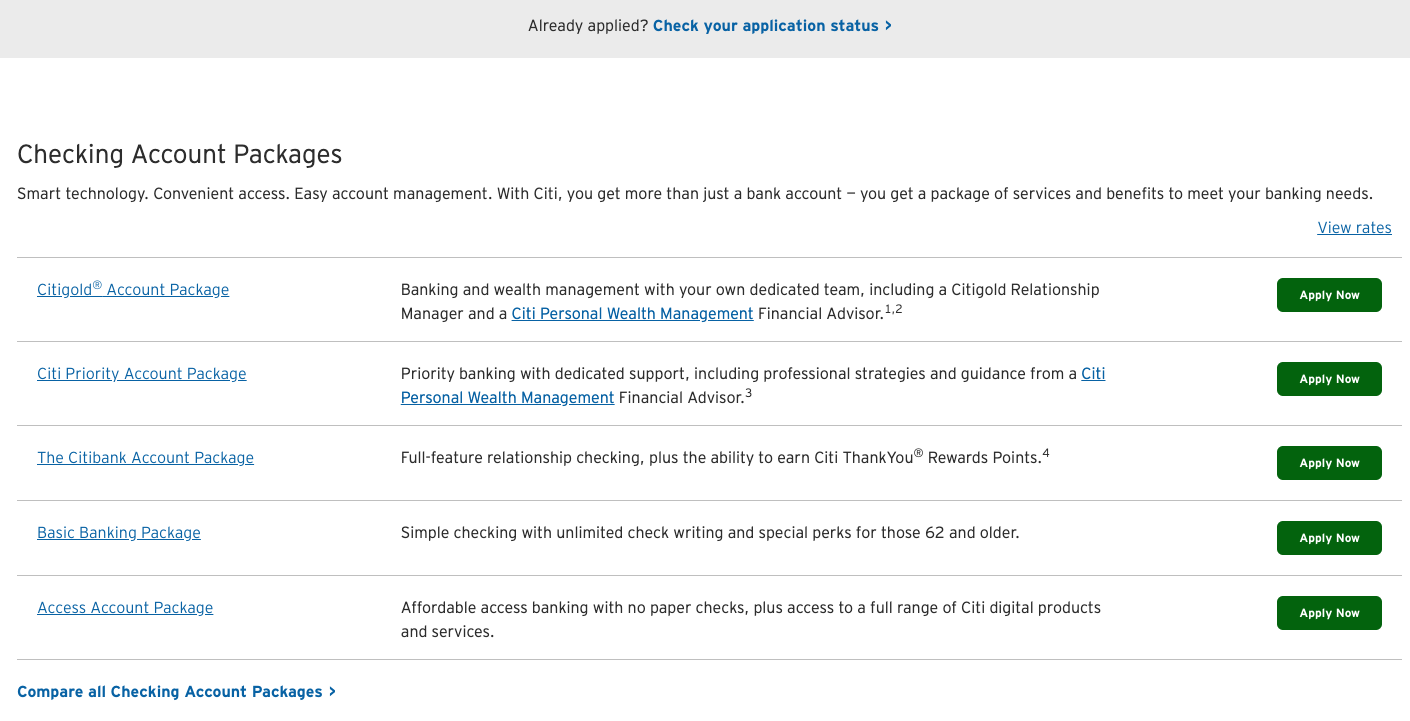 Already applied? Check your application status >
Checking Account Packages
Smart technology. Convenient access. Easy account management. With Citi, you get more than just a bank account – you get a package of services and benefits to meet your banking needs.
View rates
Citigold® Account Package
Banking and wealth management with your own dedicated team, including a Citigold Relationship
Manager and a Citi Personal Wealth Management Financial Advisor.1,2
Apply Now
Citi Priority Account Package
Priority banking with dedicated support, including professional strategies and guidance from a Citi
Personal Wealth Management Financial Advisor.3
Apply Now
The Citibank Account Package
Full-feature relationship checking, plus the ability to earn Citi ThankYou® Rewards Points.4
Apply Now
Basic Banking Package
Simple checking with unlimited check writing and special perks for those 62 and older.
Apply Now
Access Account Package
Affordable access banking with no paper checks, plus access to a full range of Citi digital products
and services.
Apply Now
Compare all Checking Account Packages >